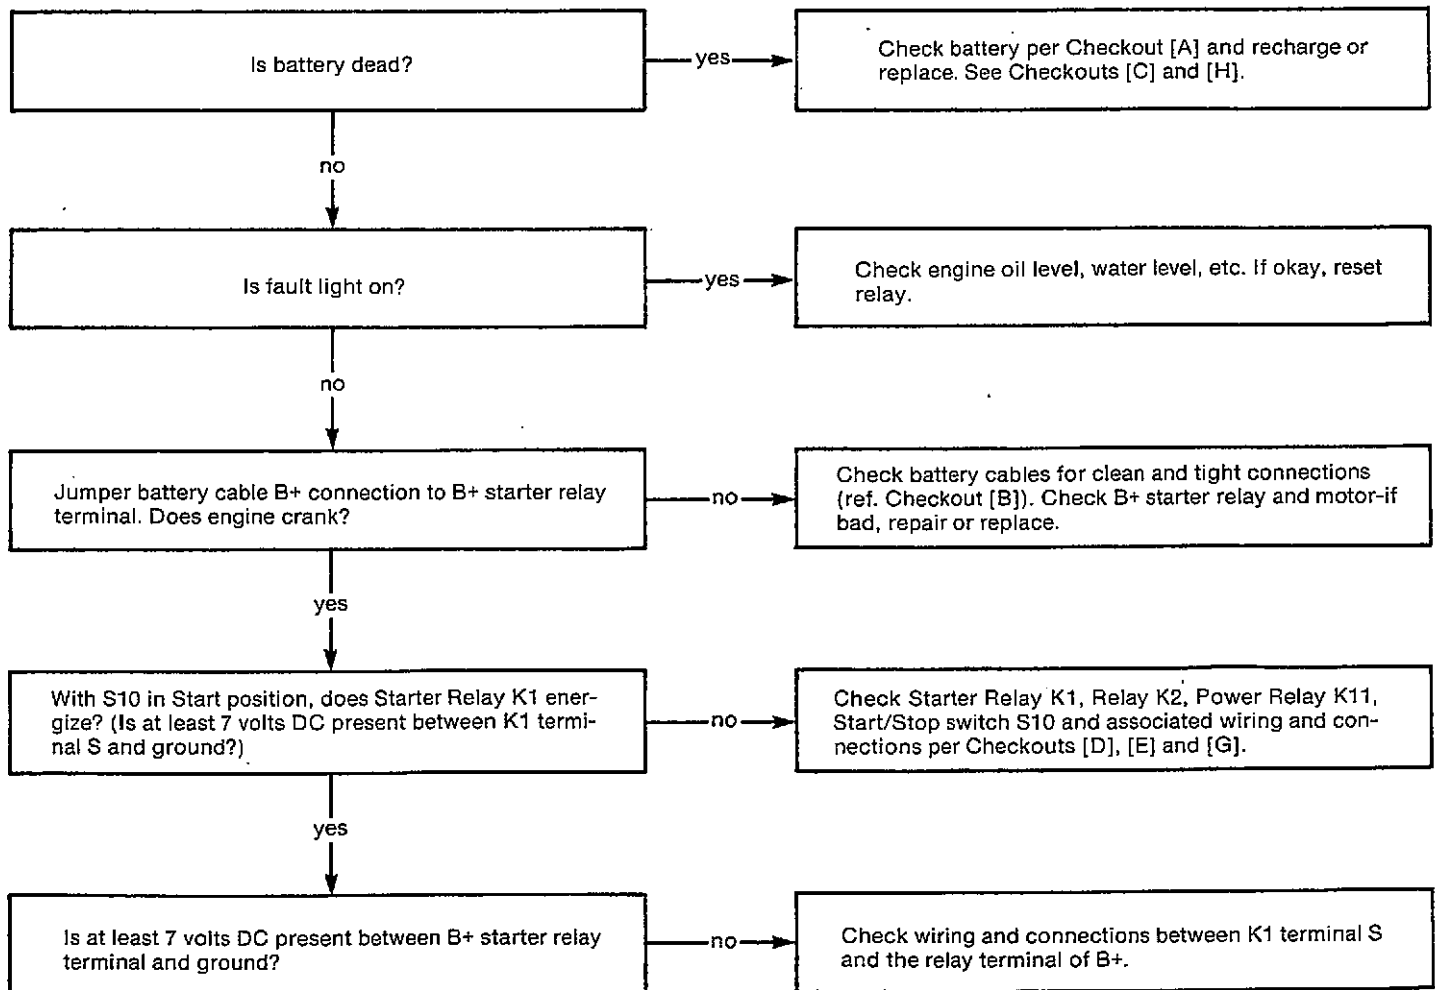 Is battery dead?
yes
Check battery per Checkout [A] and recharge or
replace. See Checkouts [C] and [H].
no
Is fault light on?
yes
Check engine oil level, water level, etc. If okay, reset
relay.
no
Jumper battery cable B+ connection to B+ starter relay
terminal. Does engine crank?
no
Check battery cables for clean and tight connections
(ref. Checkout [B]). Check B+ starter relay and motor-if
bad, repair or replace.
yes
With S10 in Start position, does Starter Relay K1 ener-
gize? (Is at least 7 volts DC present between K1 termi-
nal S and ground?)
no
Check Starter Relay K1, Relay K2, Power Relay K11,
Start/Stop switch S10 and associated wiring and con-
nections per Checkouts [D], [E] and [G].
yes
Is at least 7 volts DC present between B+ starter relay
terminal and ground?
no
Check wiring and connections between K1 terminal S
and the relay terminal of B+.